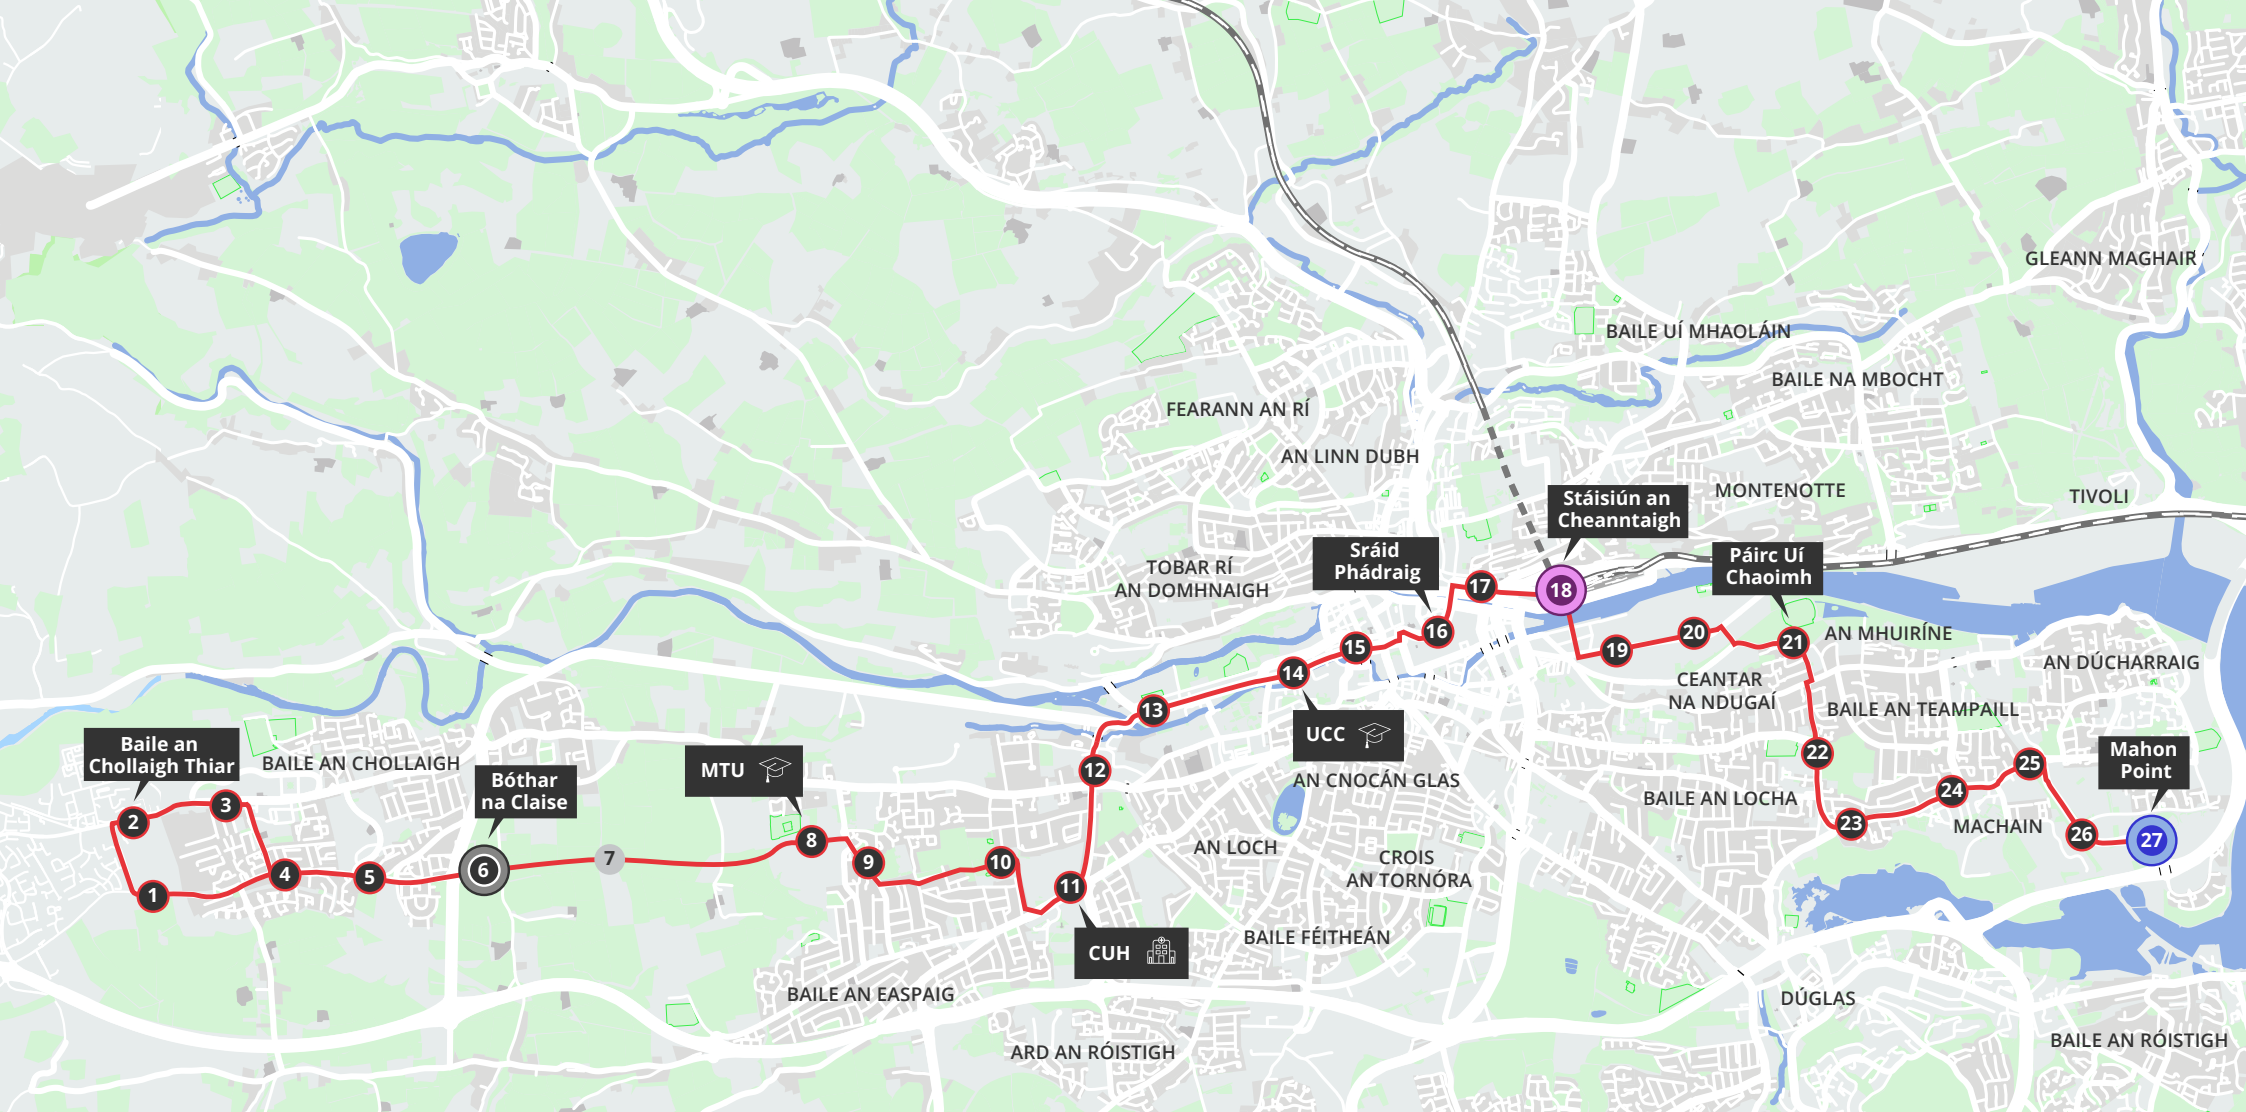 GLEANN MAGHAIR
BAILE UÍ MHAOLÁIN
BAILE NA MBOCHT
FEARANN AN RÍ
AN LINN DUBH
MONTENOTTE
TIVOLI
Stáisiún an
Cheanntaigh
Sráid
Phádraig
Páirc Uí
Chaoimh
TOBAR RÍ
AN DOMHNAIGH
17
18
16
19
20
21
AN MHUIRÍNE
15
14
13
AN DÚCHARRAIG
CEANTAR
NA NDUGAÍ
BAILE AN TEAMPAILL
UCC
Baile an
Chollaigh Thiar
BAILE AN CHOLLAIGH
Bóthar
na Claise
MTU
12
AN CNOCÁN GLAS
22
Mahon
Point
25
24
BAILE AN LOCHA
2
3
23
MACHAIN
26
27
8
9
10
7
6
5
4
1
11
AN LOCH
CROIS
AN TORNÓRA
CUH
BAILE FÉITHEÁN
BAILE AN EASPAIG
DÚGLAS
ARD AN RÓISTIGH
BAILE AN RÓISTIGH